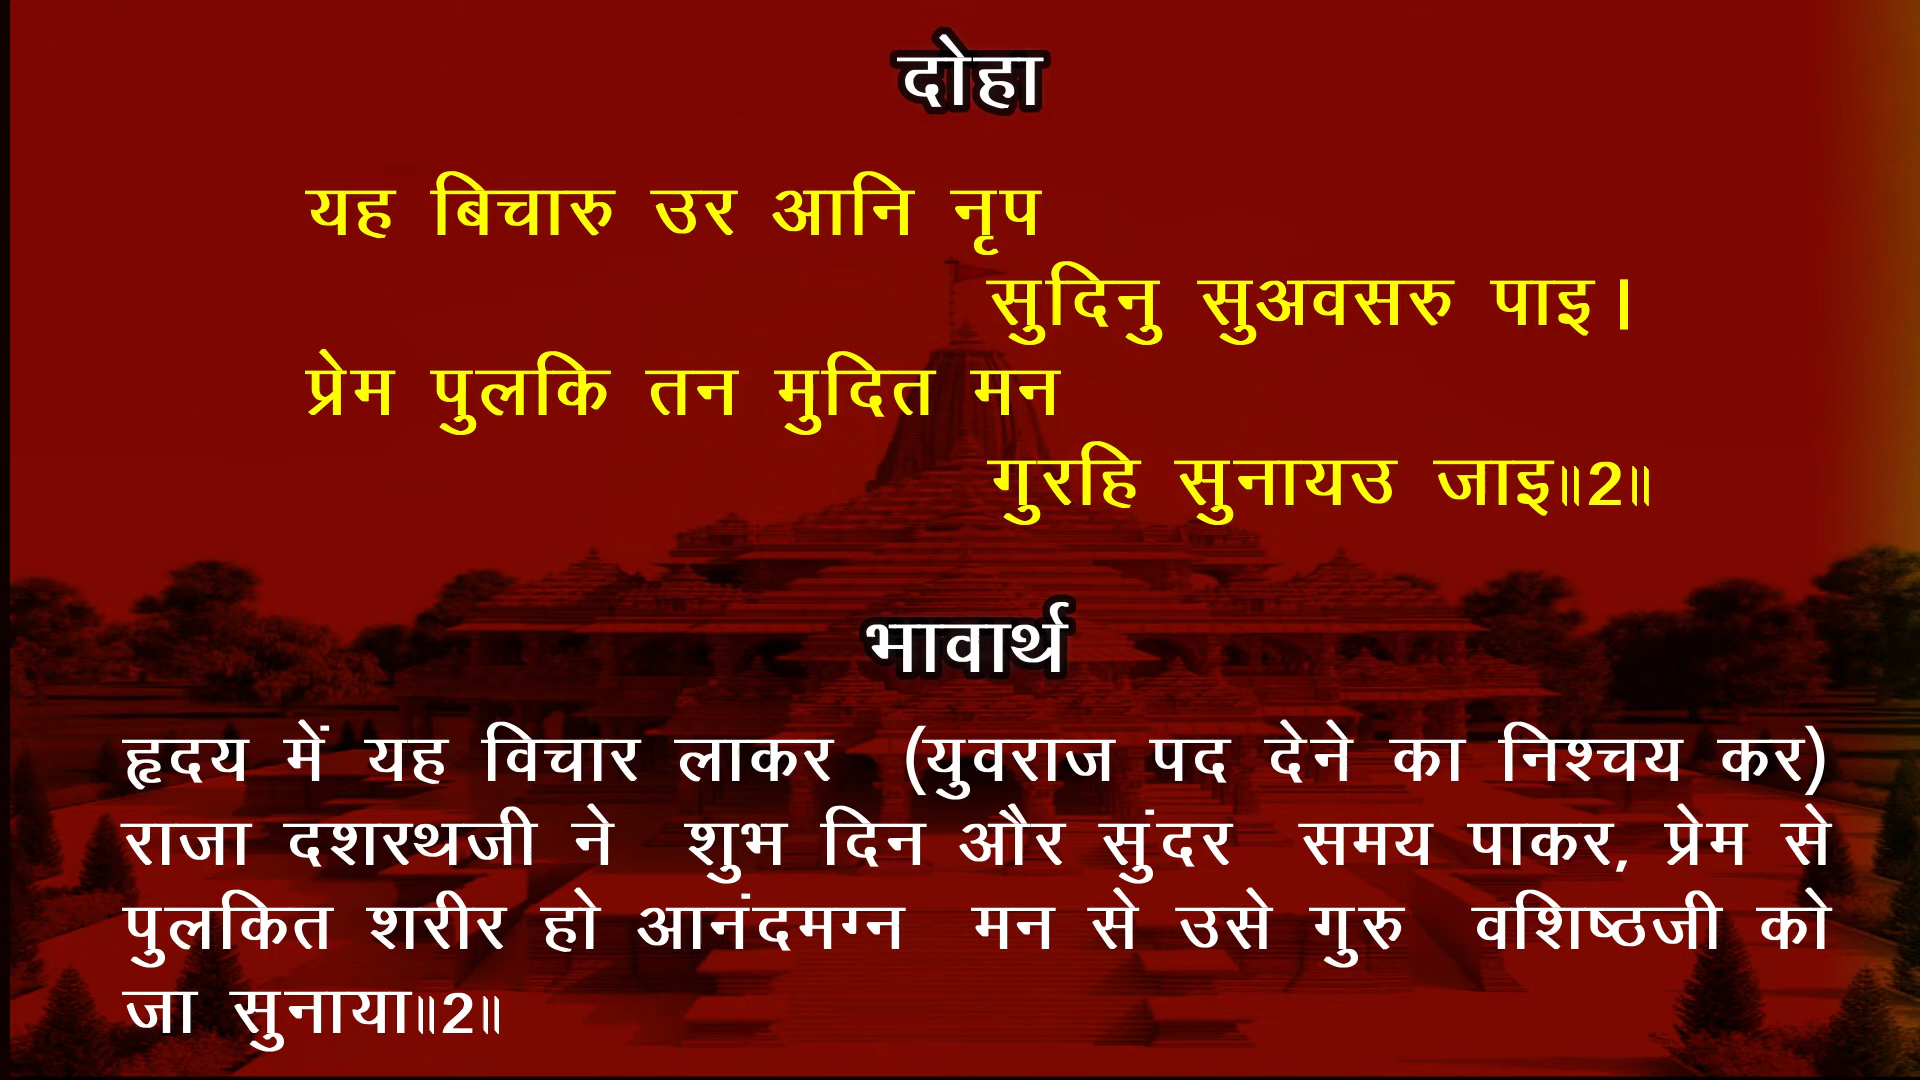 दोहा
यह बिचारु उर आनि नृप
सुदिनु सुअवसरु पाइ।
प्रेम पुलकि तन मुदित मन
गुरहि सुनायउ जाइ॥2॥
भावार्थ
हृदय में यह विचार लाकर (युवराज पद देने का निश्चय कर)
राजा दशरथजी ने शुभ दिन और सुंदर समय पाकर, प्रेम से
पुलकित शरीर हो आनंदमग्न मन से उसे गुरु वशिष्ठजी को
जा सुनाया॥2॥